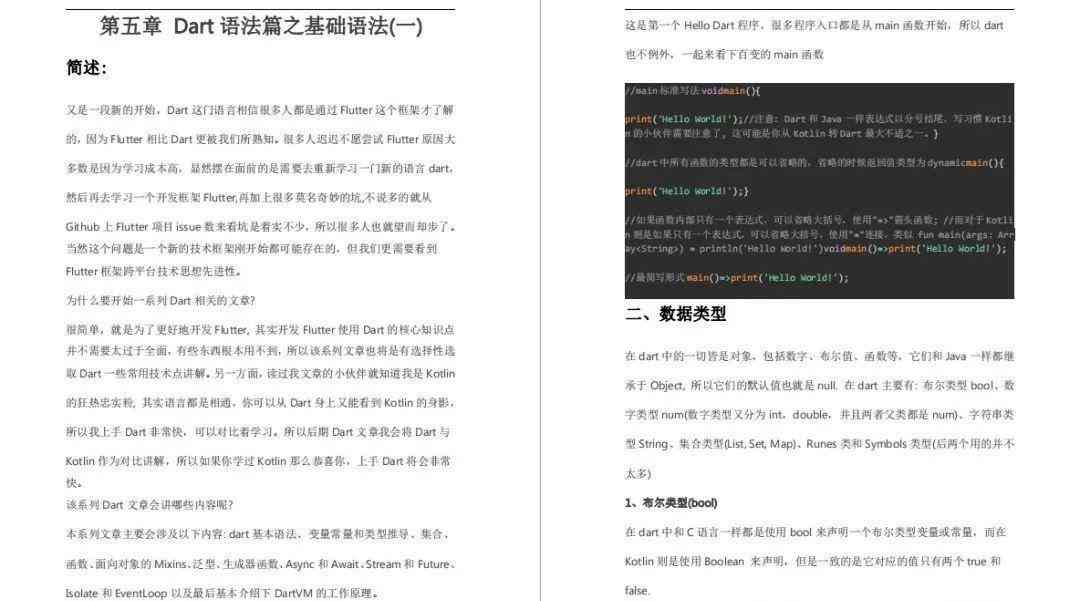 第五章 Dart 语法篇之基础语法(一)
简述:
又是一段新的开始，Dart 这门语言相信很多人都是通过 Flutter 这个框架才了解
的，因为 Flutter 相比 Dart 更被我们所熟知。很多人迟迟不愿尝试 Flutter 原因大
多数是因为学习成本高，显然摆在面前的是需要去重新学习一门新的语言 dart，
然后再去学习一个开发框架 Flutter,再加上很多莫名奇妙的坑,不说多的就从
Github 上 Flutter 项目 issue 数来看坑是着实不少，所以很多人也就望而却步了。
当然这个问题是一个新的技术框架刚开始都可能存在的，但我们更需要看到
Flutter 框架跨平台技术思想先进性。
为什么要开始一系列 Dart 相关的文章?
很简单，就是为了更好地开发 Flutter, 其实开发 Flutter 使用 Dart 的核心知识点
并不需要太过于全面，有些东西根本用不到，所以该系列文章也将是有选择性选
取 Dart 一些常用技术点讲解。另一方面，读过我文章的小伙伴就知道我是 Kotlin
的狂热忠实粉, 其实语言都是相通，你可以从 Dart 身上又能看到 Kotlin 的身影，
所以我上手 Dart 非常快，可以对比着学习。所以后期 Dart 文章我会将 Dart 与
Kotlin 作为对比讲解，所以如果你学过 Kotlin 那么恭喜你，上手 Dart 将会非常
快。
该系列 Dart 文章会讲哪些内容呢?
本系列文章主要会涉及以下内容: dart 基本语法、变量常量和类型推导、集合、
函数、面向对象的 Mixins、泛型、生成器函数、Async 和 Await、Stream 和 Future、
Isolate 和 EventLoop 以及最后基本介绍下 DartVM 的工作原理。
这是第一个 Hello Dart 程序，很多程序入口都是从 main 函数开始，所以 dart
也不例外，一起来看下百变的 main 函数
//main 标准写法 voidmain(){
print('Hello World!');//注意: Dart 和 Java 一样表达式以分号结尾，写习惯 Kotli
n 的小伙伴需要注意了, 这可能是你从 Kotlin 转 Dart 最大不适之一。}
//dart 中所有函数的类型都是可以省略的，省略的时候返回值类型为 dynamicmain(){
print('Hello World!');}
//如果函数内部只有一个表达式，可以省略大括号，使用"=>"箭头函数; //而对于 Kotli
n 则是如果只有一个表达式，可以省略大括号，使用"="连接，类似 fun main(args: Arr
ay<String>) = println('Hello World!')voidmain()=>print('Hello World!');
//最简写形式 main()=>print('Hello World!');
二、数据类型
在 dart 中的一切皆是对象，包括数字、布尔值、函数等，它们和 Java 一样都继
承于 Object, 所以它们的默认值也就是 null. 在 dart 主要有: 布尔类型 bool、数
字类型 num(数字类型又分为 int，double，并且两者父类都是 num)、字符串类
型 String、集合类型(List, Set, Map)、Runes 类和 Symbols 类型(后两个用的并不
太多)
1、布尔类型(bool)
在 dart 中和 C 语言一样都是使用 bool 来声明一个布尔类型变量或常量，而在
Kotlin 则是使用 Boolean 来声明，但是一致的是它对应的值只有两个 true 和
false.